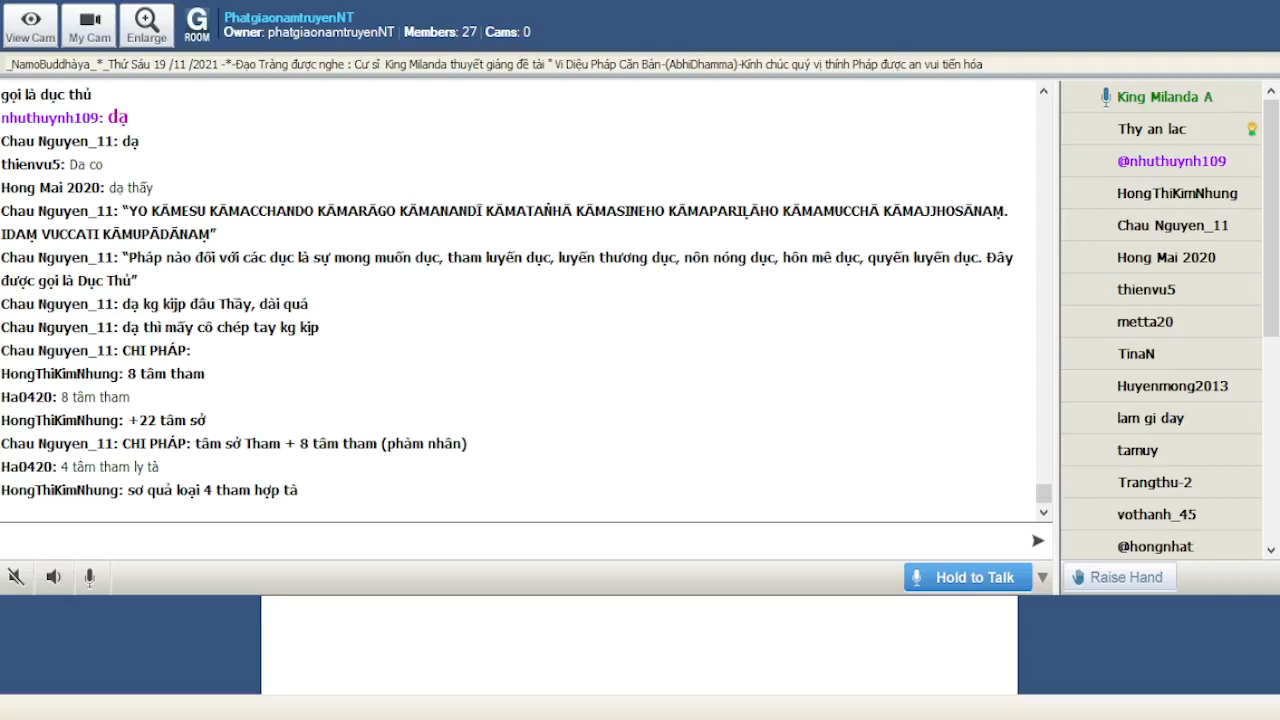 View Cam
My Cam
Enlarge
G
ROOM
PhatgiaonamtruyenNT
Owner: phatgiaonamtruyenNT | Members: 27 | Cams: 0
_NamoBuddhàya_*_Thứ Sáu 19 /11 /2021 -*-Đạo Tràng được nghe : Cư sĩ King Milanda thuyết giảng đề tài " Vi Diệu Pháp Căn Bản-(AbhiDhamma)-Kính chúc quý vị thính Pháp được an vui tiến hóa
gọi là dục thủ
nhuthuynh109: dạ
Chau Nguyen_11: dạ
thienvu5: Da co
Hong Mai 2020: dạ thấy
Chau Nguyen_11: “YO KĀMESU KĀMACCHANDO KĀMARĀGO KĀMANANDĪ KĀMATAṄHĀ KĀMASINEHO KĀMAPARIḶĀHO KĀMAMUCCHĀ KĀMAJJHOSĀNAṂ.
IDAṂ VUCCATI KĀMUPĀDĀNAṂ”
Chau Nguyen_11: “Pháp nào đối với các dục là sự mong muốn dục, tham luyến dục, luyến thương dục, nôn nóng dục, hôn mê dục, quyến luyến dục. Đây
được gọi là Dục Thủ”
Chau Nguyen_11: dạ kg kijp đâu Thầy, dài quá
Chau Nguyen_11: dạ thì mấy cô chép tay kg kịp
Chau Nguyen_11: CHI PHÁP:
HongThiKimNhung: 8 tâm tham
Ha0420: 8 tâm tham
HongThiKimNhung: +22 tâm sở
Chau Nguyen_11: CHI PHÁP: tâm sở Tham + 8 tâm tham (phàm nhân)
Ha0420: 4 tâm tham ly tà
HongThiKimNhung: sơ quả loại 4 tham hợp tà
Hold to Talk
King Milanda A
Thy an lac
@nhuthuynh109
HongThiKimNhung
Chau Nguyen_11
Hong Mai 2020
thienvu5
metta20
TinaN
Huyenmong2013
lam gi day
tamuy
Trangthu-2
vothanh_45
@hongnhat
Raise Hand